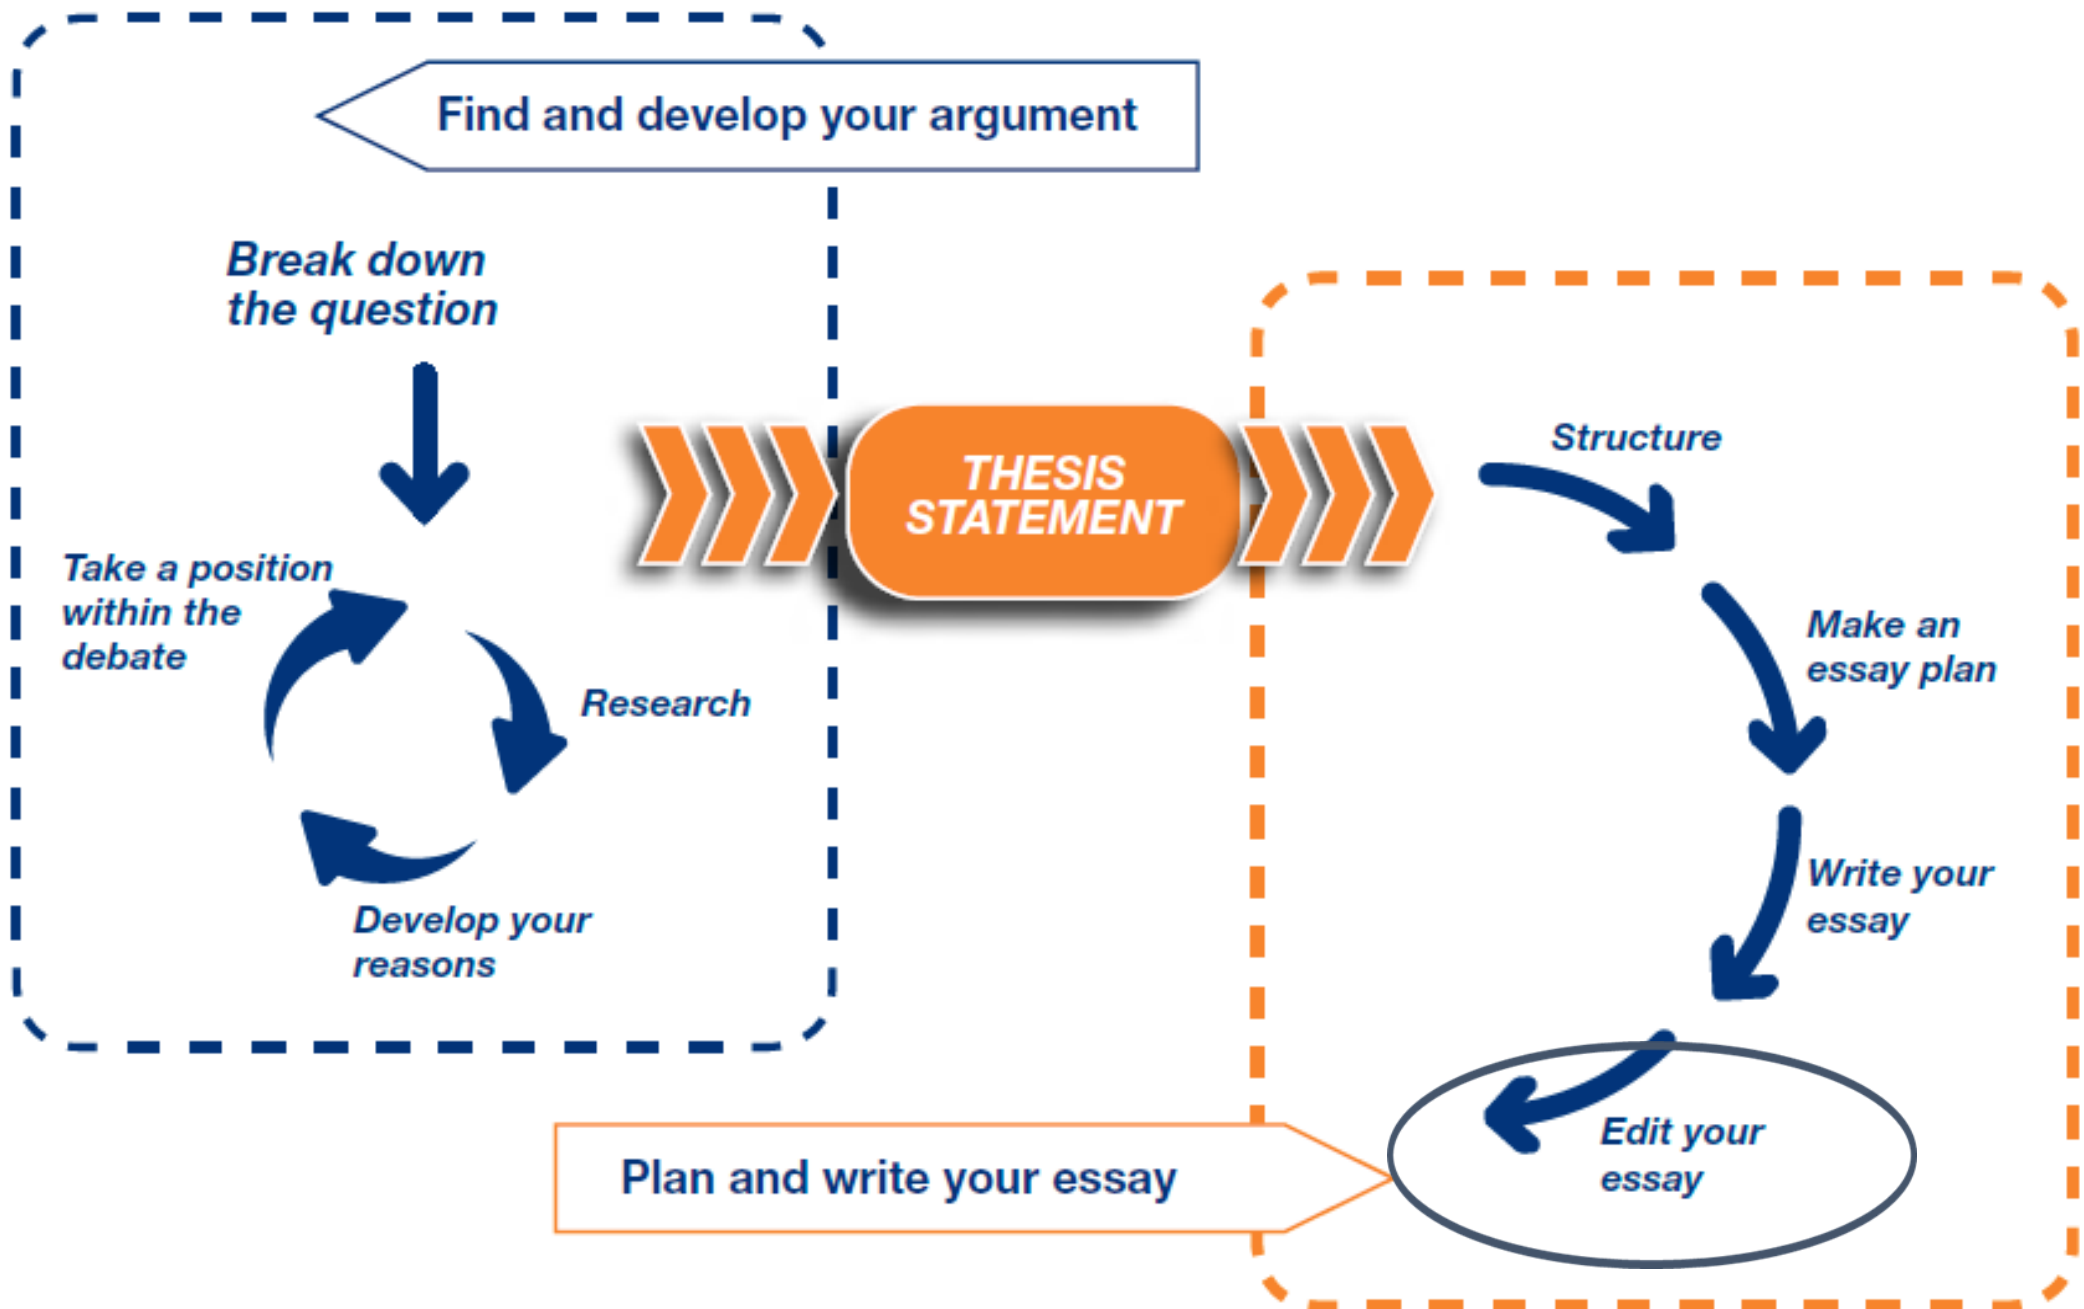 Find and develop your argument
Break down
the question
Take a position
within the
debate
Research
Develop your
reasons
THESIS
STATEMENT
Structure
Make an
essay plan
Write your
essay
Edit your
essay
Plan and write your essay